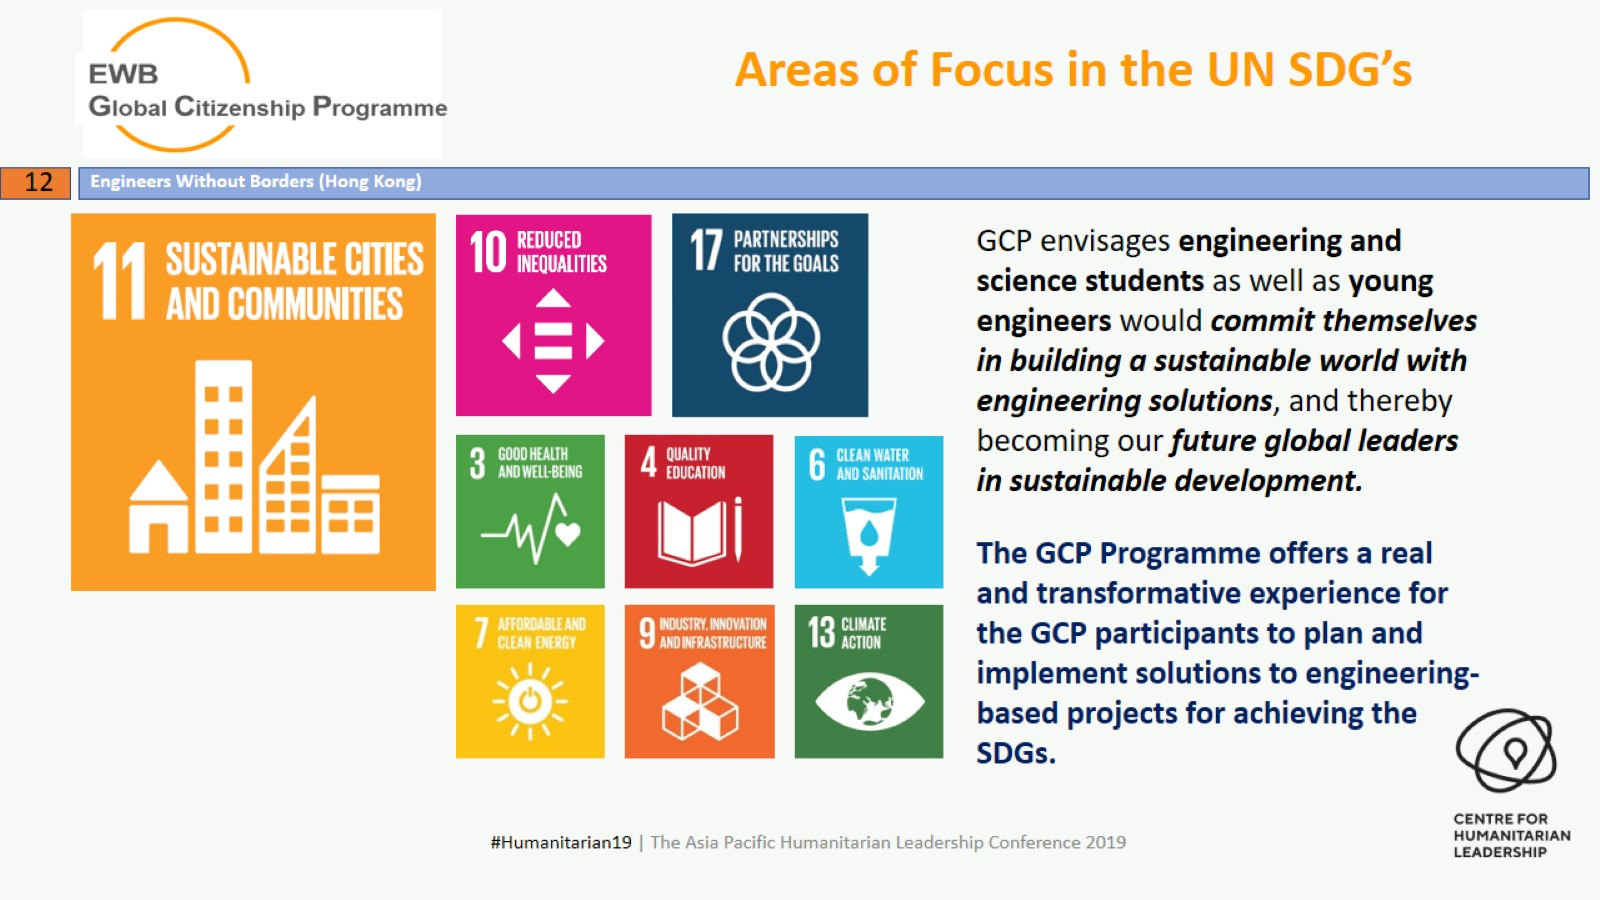 EWB
Global Citizenship Programme
Areas of Focus in the UN SDG's
12
Engineers Without Borders (Hong Kong)
11 SUSTAINABLE CITIES
AND COMMUNITIES
10 REDUCED
INEQUALITIES
17 PARTNERSHIPS
FOR THE GOALS
3 GOOD HEALTH
AND WELL-BEING
4 QUALITY
EDUCATION
6 CLEAN WATER
AND SANITATION
7 AFFORDABLE AND
CLEAN ENERGY
9 INDUSTRY, INNOVATION
AND INFRASTRUCTURE
13 CLIMATE
ACTION
GCP envisages engineering and
science students as well as young
engineers would commit themselves
in building a sustainable world with
engineering solutions, and thereby
becoming our future global leaders
in sustainable development.
The GCP Programme offers a real
and transformative experience for
the GCP participants to plan and
implement solutions to engineering-
based projects for achieving the
SDGs.
CENTRE FOR
HUMANITARIAN
LEADERSHIP
#Humanitarian19 | The Asia Pacific Humanitarian Leadership Conference 2019